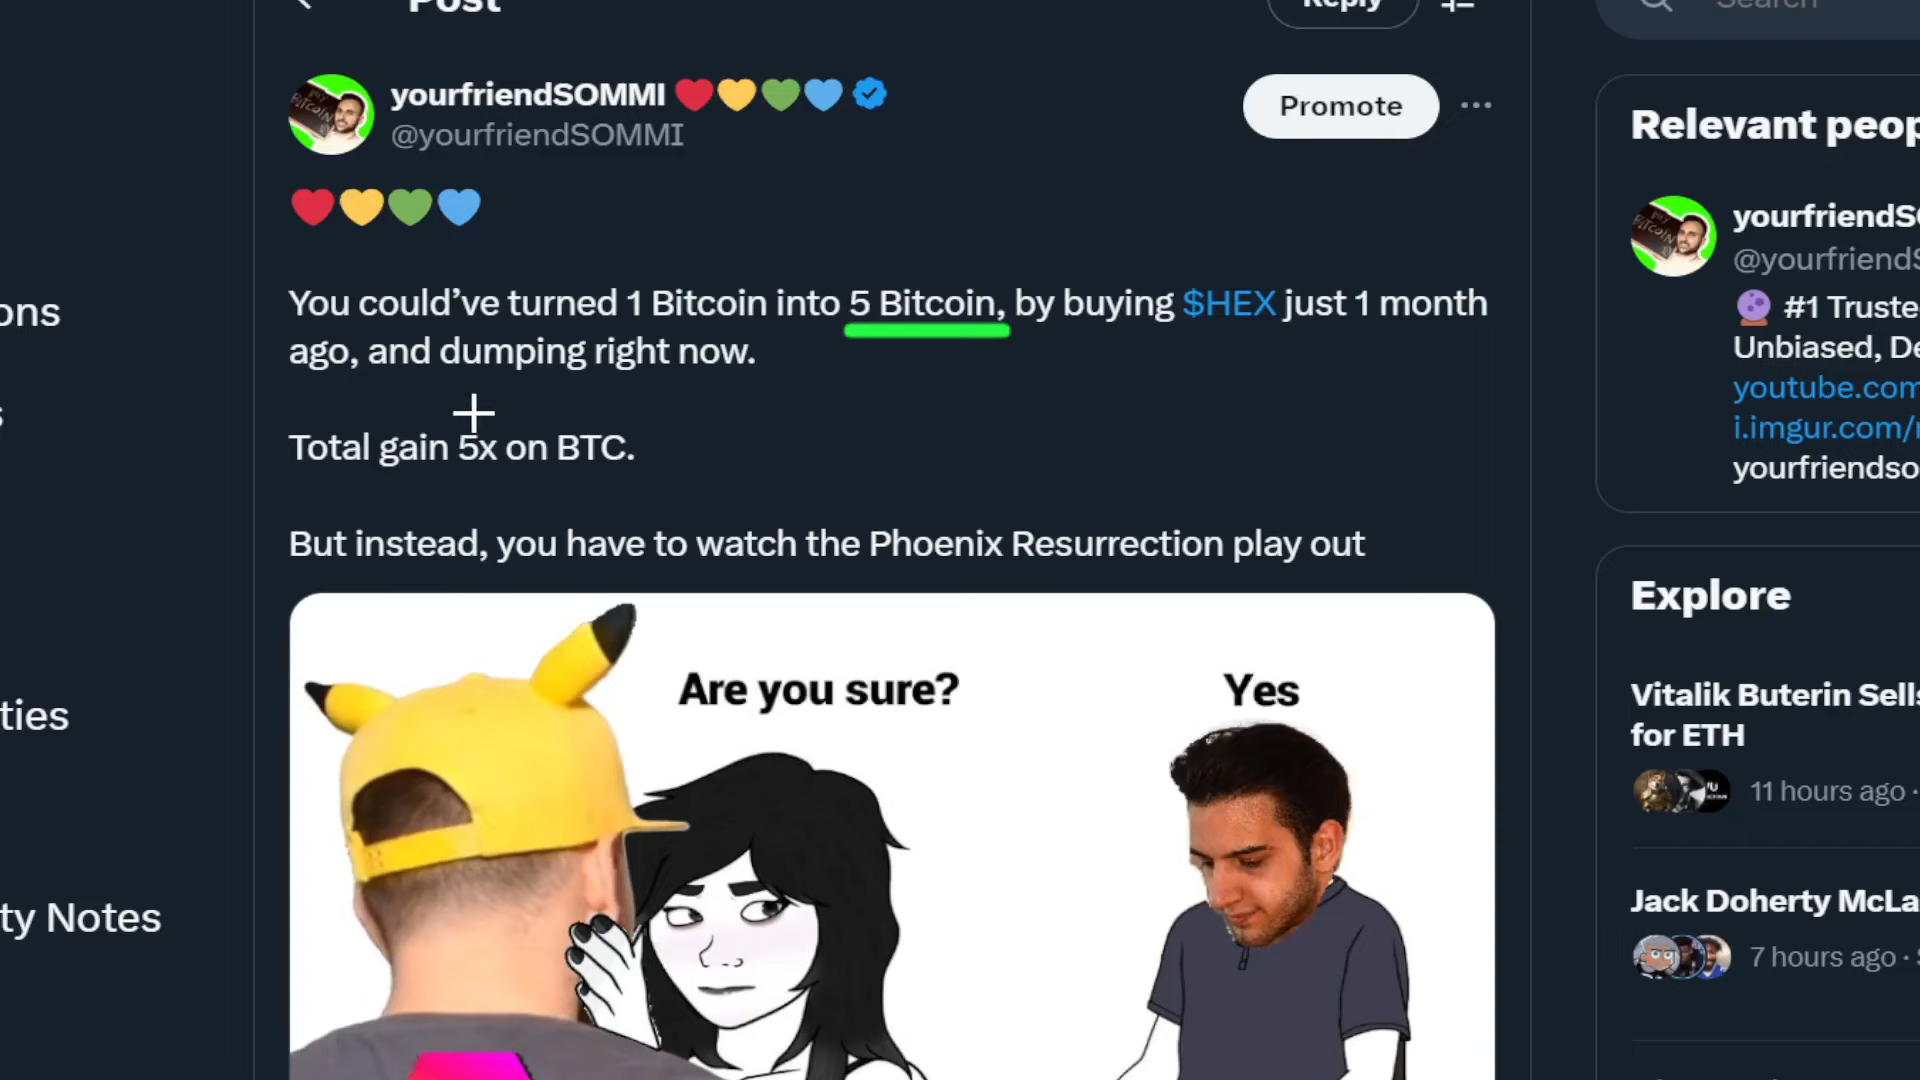 Post
Reply
Search
yourfriendSOMMI ❤️💛💚💙
@yourfriendSOMMI
Promote
❤️💛💚💙
You could’ve turned 1 Bitcoin into 5 Bitcoin, by buying $HEX just 1 month
ago, and dumping right now.
Total gain 5x on BTC.
But instead, you have to watch the Phoenix Resurrection play out
Are you sure?
Yes
ons
s
ties
ty Notes
Relevant peop
yourfriendSO
@yourfriendS
🔮 #1 Truste
Unbiased, De
youtube.com
i.imgur.com/r
yourfriendso
Explore
Vitalik Buterin Sells
for ETH
11 hours ago ·
Jack Doherty McLa
7 hours ago · S